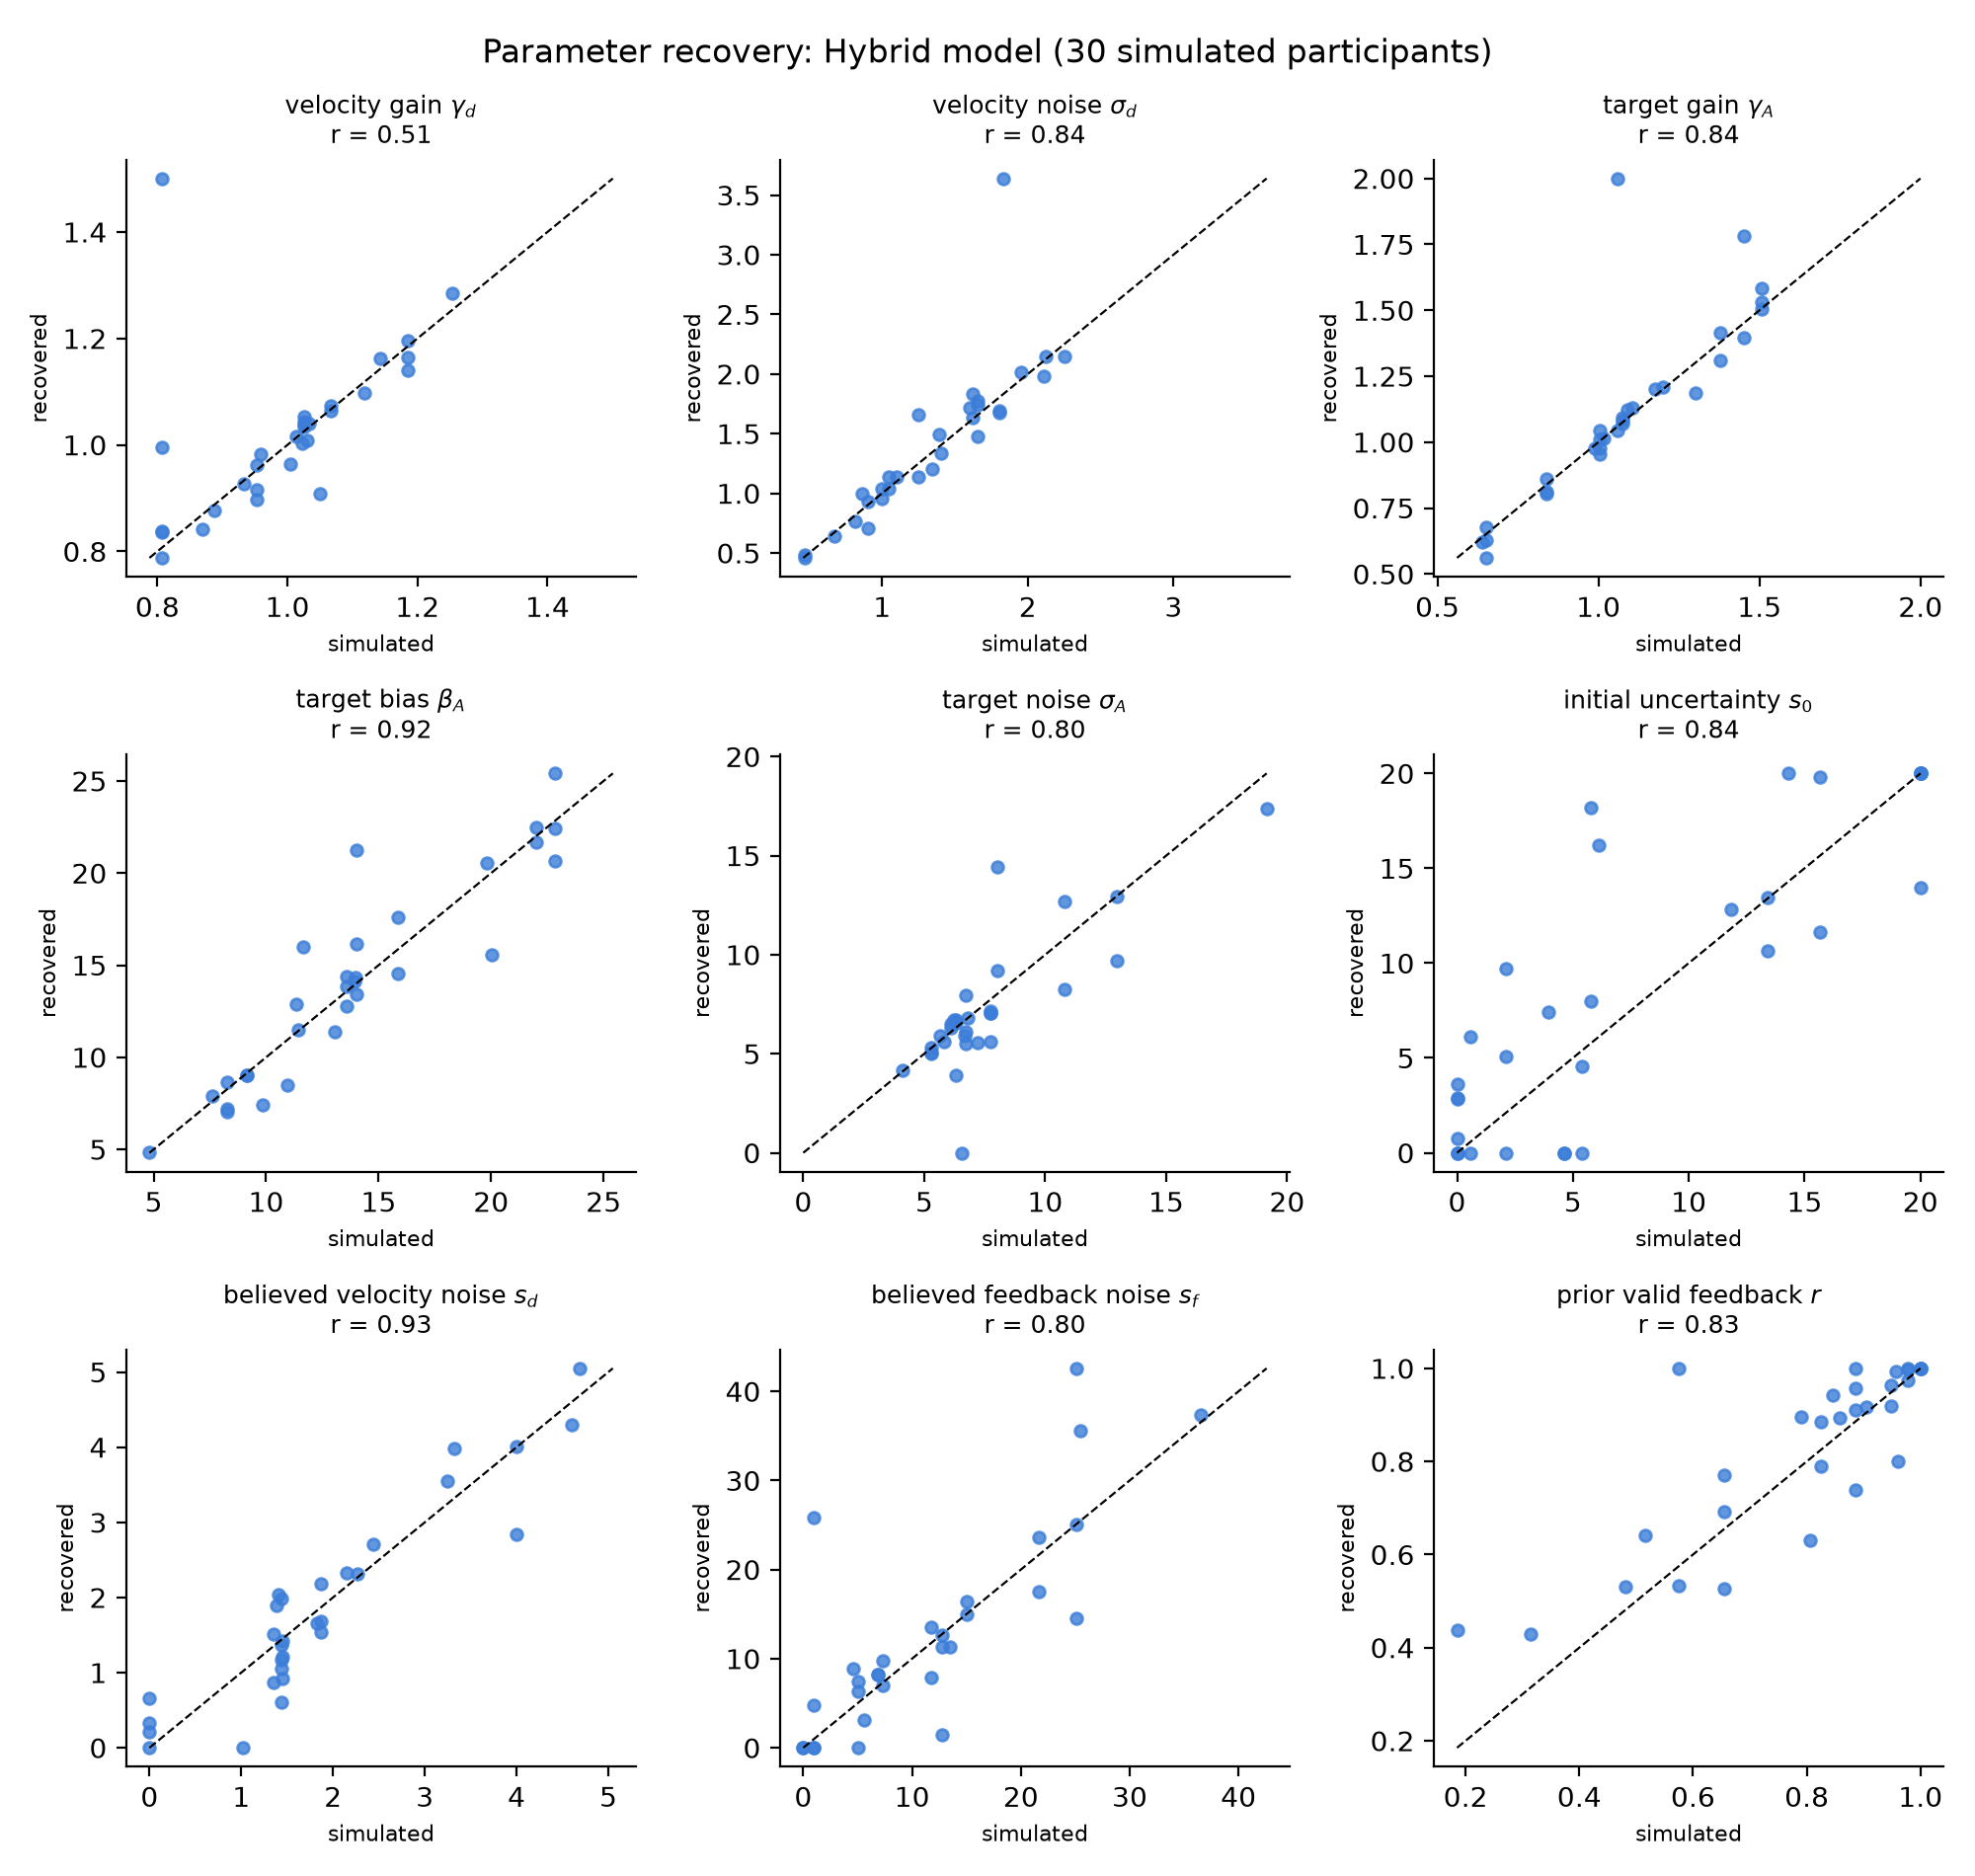 Parameter recovery: Hybrid model (30 simulated participants)
velocity gain γ_d
r = 0.51
recovered
1.4
1.2
1.0
0.8
0.8 1.0 1.2 1.4
simulated
velocity noise σ_d
r = 0.84
recovered
3.5
3.0
2.5
2.0
1.5
1.0
0.5
1 2 3
simulated
target gain γ_A
r = 0.84
recovered
2.00
1.75
1.50
1.25
1.00
0.75
0.50
0.5 1.0 1.5 2.0
simulated
target bias β_A
r = 0.92
recovered
25
20
15
10
5
5 10 15 20 25
simulated
target noise σ_A
r = 0.80
recovered
20
15
10
5
0
0 5 10 15 20
simulated
initial uncertainty s_0
r = 0.84
recovered
20
15
10
5
0
0 5 10 15 20
simulated
believed velocity noise s_d
r = 0.93
recovered
5
4
3
2
1
0
0 1 2 3 4 5
simulated
believed feedback noise s_f
r = 0.80
recovered
40
30
20
10
0
0 10 20 30 40
simulated
prior valid feedback r
r = 0.83
recovered
1.0
0.8
0.6
0.4
0.2
0.2 0.4 0.6 0.8 1.0
simulated